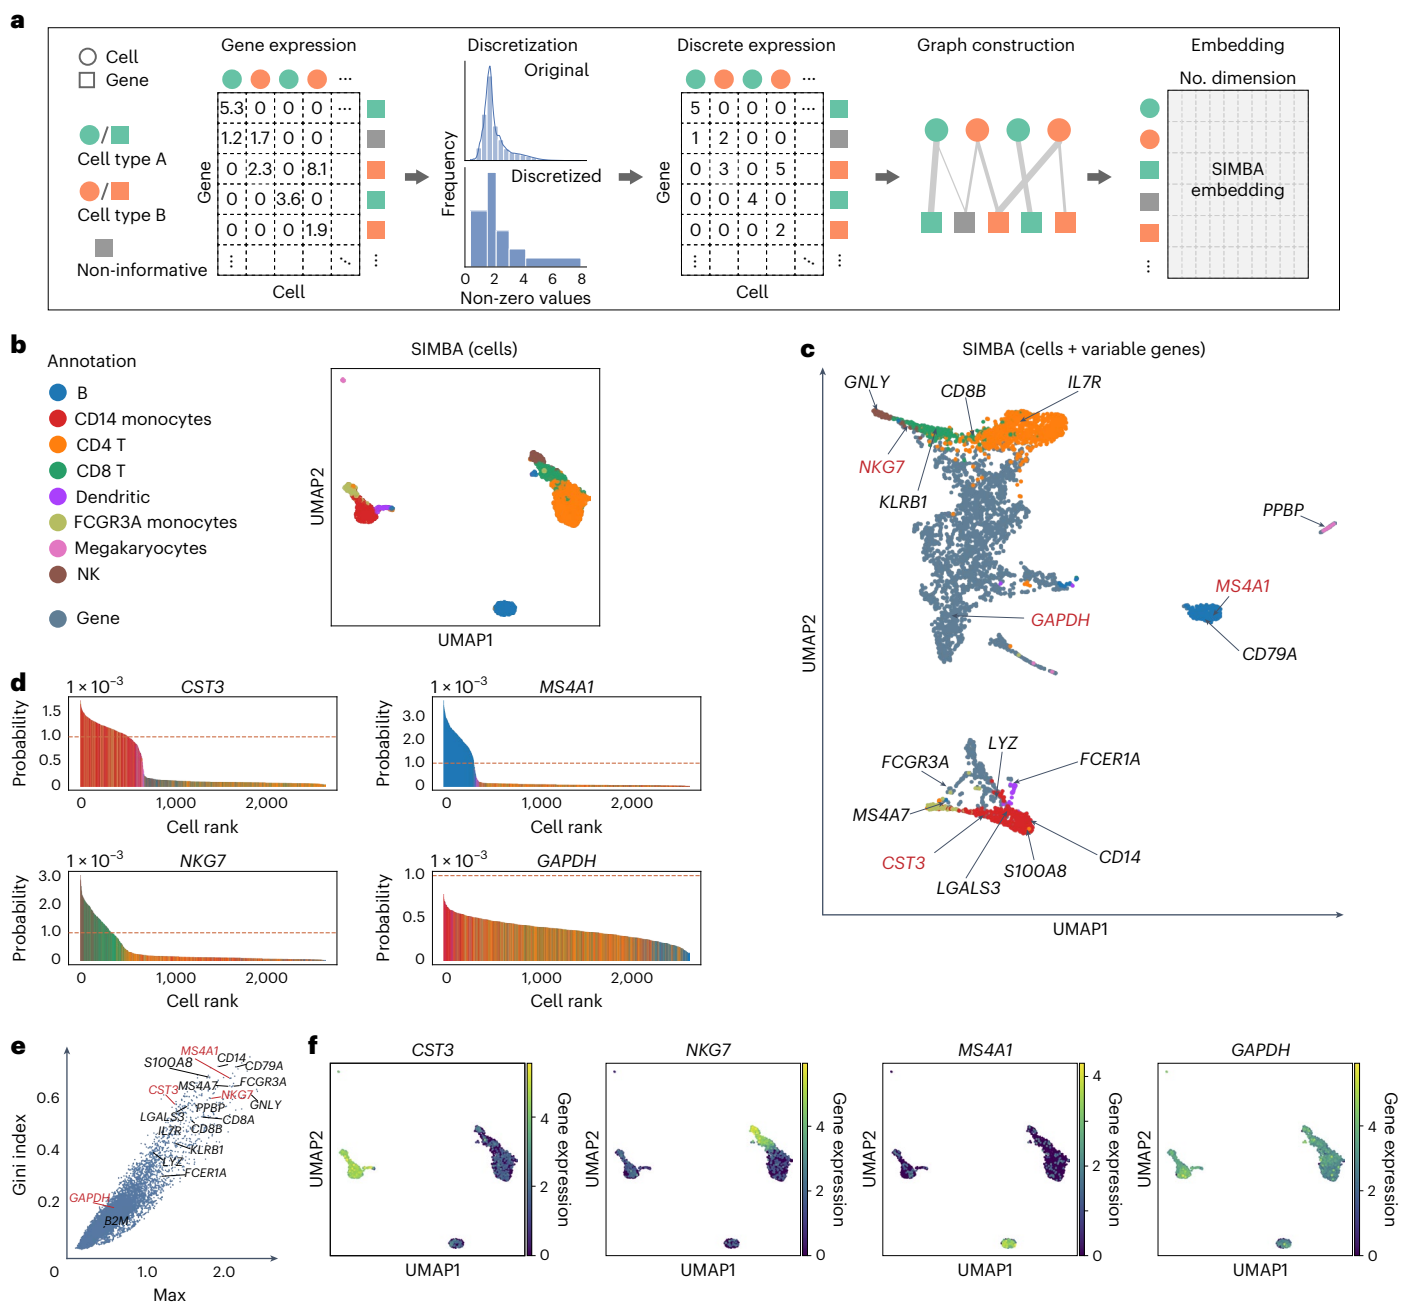 a
Cell
Gene
Cell type A
Cell type B
Non-informative
Gene expression
5.3 0 0 0 ...
1.2 1.7 0 0
0 2.3 0 8.1
0 0 3.6 0
0 0 0 1.9
Gene
Cell
Discretization
Original
Discretized
Frequency
0 2 4 6 8
Non-zero values
Discrete expression
5 0 0 0 ...
1 2 0 0
0 3 0 5
0 0 4 0
0 0 0 2
Gene
Cell
Graph construction
Embedding
No. dimension
SIMBA
embedding
b
Annotation
B
CD14 monocytes
CD4 T
CD8 T
Dendritic
FCGR3A monocytes
Megakaryocytes
NK
Gene
SIMBA (cells)
UMAP2
UMAP1
c
SIMBA (cells + variable genes)
GNLY
CD8B
IL7R
NKG7
KLRB1
PPBP
MS4A1
GAPDH
CD79A
LYZ
FCGR3A
FCER1A
MS4A7
CST3
CD14
S100A8
LGALS3
UMAP2
UMAP1
d
1 × 10−3
CST3
Probability
1.5
1.0
0.5
0
0 1,000 2,000
Cell rank
1 × 10−3
MS4A1
Probability
3.0
2.0
1.0
0
0 1,000 2,000
Cell rank
1 × 10−3
NKG7
Probability
3.0
2.0
1.0
0
0 1,000 2,000
Cell rank
1 × 10−3
GAPDH
Probability
1.0
0.5
0
0 1,000 2,000
Cell rank
e
MS4A1
S100A8
CD14
CD79A
CST3
MS4A7
FCGR3A
NKG7
GNLY
PPBP
LGALS3
CD8A
IL7R
CD8B
KLRB1
LYZ
FCER1A
GAPDH
B2M
Gini index
0.6
0.4
0.2
0 1.0 2.0
Max
f
CST3
UMAP2
UMAP1
4
2
0
Gene expression
NKG7
UMAP2
UMAP1
4
2
0
Gene expression
MS4A1
UMAP2
UMAP1
4
2
0
Gene expression
GAPDH
UMAP2
UMAP1
4
2
0
Gene expression